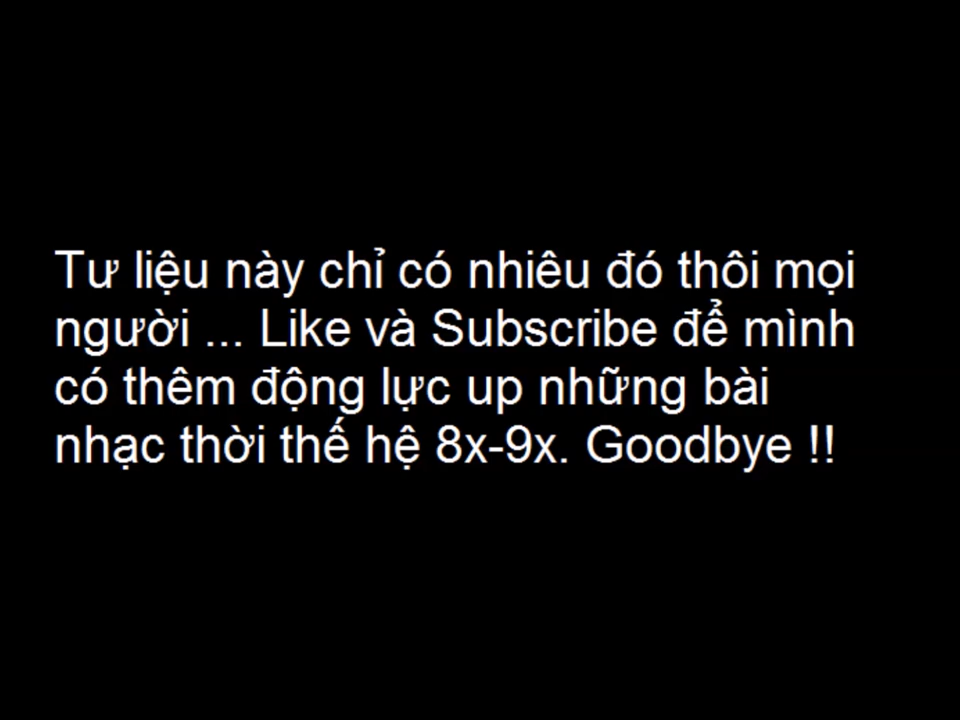 Tư liệu này chỉ có nhiêu đó thôi mọi
người ... Like và Subscribe để mình
có thêm động lực up những bài
nhạc thời thế hệ 8x-9x. Goodbye !!